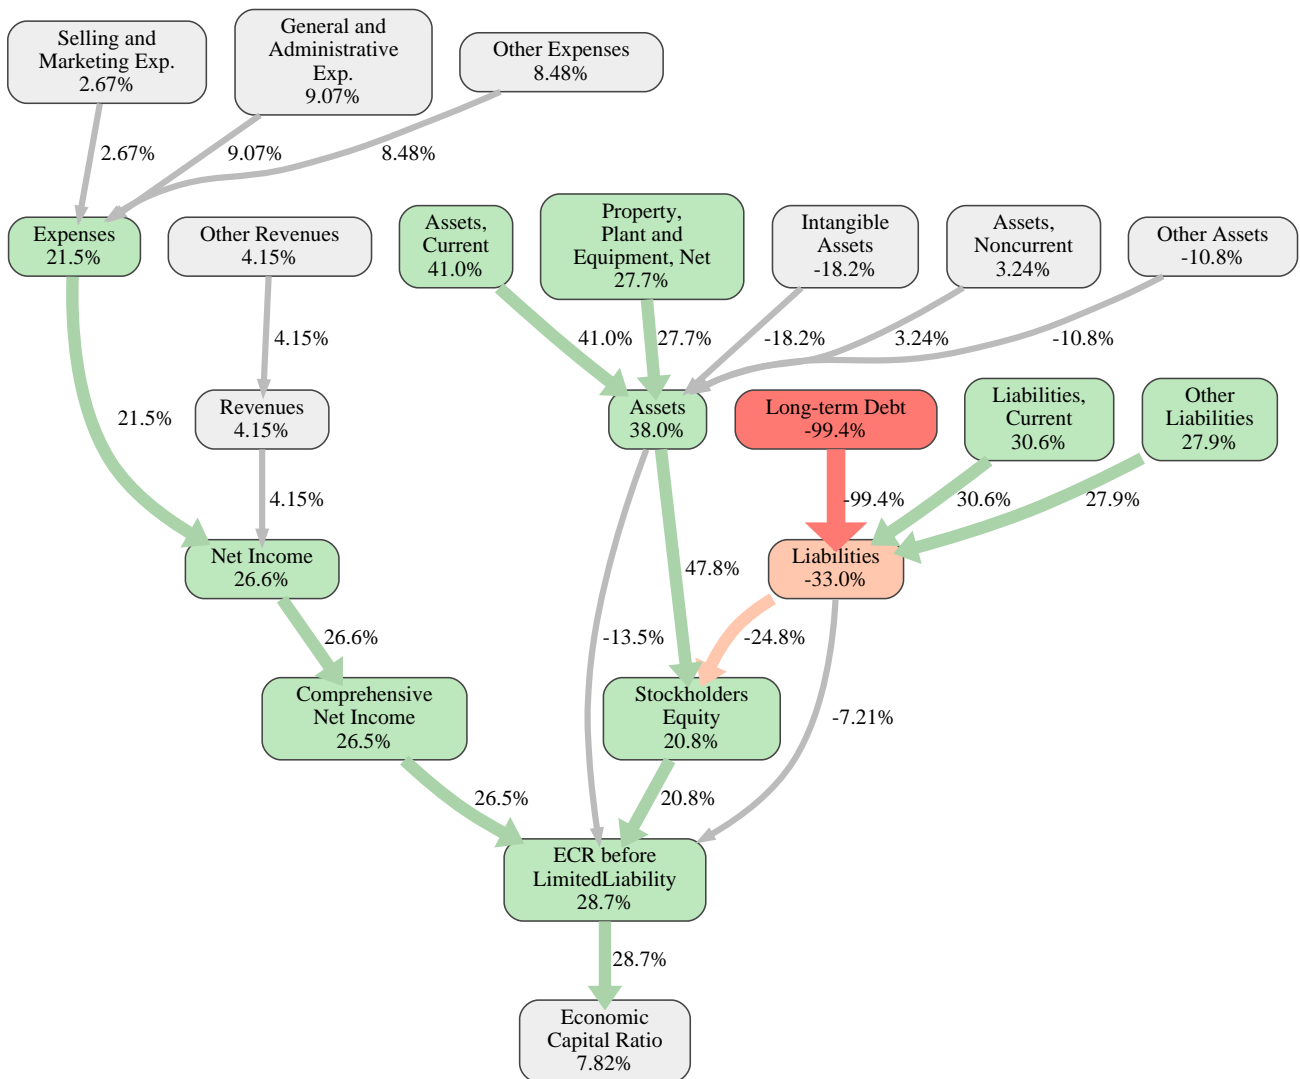 Selling and
Marketing Exp.
2.67%
General and
Administrative
Exp.
9.07%
Other Expenses
8.48%
2.67%
9.07%
8.48%
Expenses
21.5%
Other Revenues
4.15%
Assets,
Current
41.0%
Property,
Plant and
Equipment, Net
27.7%
Intangible
Assets
-18.2%
Assets,
Noncurrent
3.24%
Other Assets
-10.8%
4.15%
41.0%
27.7%
-18.2%
3.24%
-10.8%
21.5%
Revenues
4.15%
Assets
38.0%
Long-term Debt
-99.4%
Liabilities,
Current
30.6%
Other
Liabilities
27.9%
4.15%
-99.4%
30.6%
27.9%
Net Income
26.6%
47.8%
Liabilities
-33.0%
26.6%
-13.5%
-24.8%
Comprehensive
Net Income
26.5%
Stockholders
Equity
20.8%
-7.21%
26.5%
20.8%
ECR before
LimitedLiability
28.7%
28.7%
Economic
Capital Ratio
7.82%